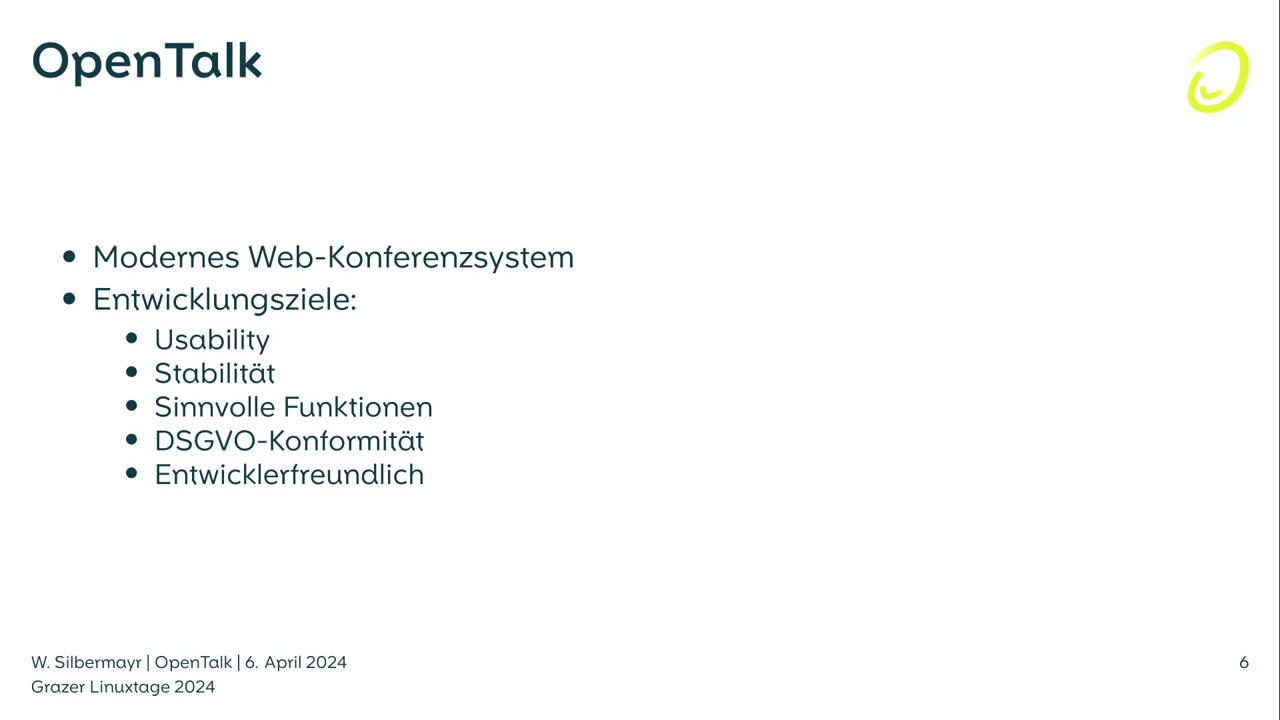 OpenTalk
• Modernes Web-Konferenzsystem
• Entwicklungsziele:
• Usability
• Stabilität
• Sinnvolle Funktionen
• DSGVO-Konformität
• Entwicklerfreundlich
W. Silbermayr | OpenTalk | 6. April 2024
Grazer Linuxtage 2024
6